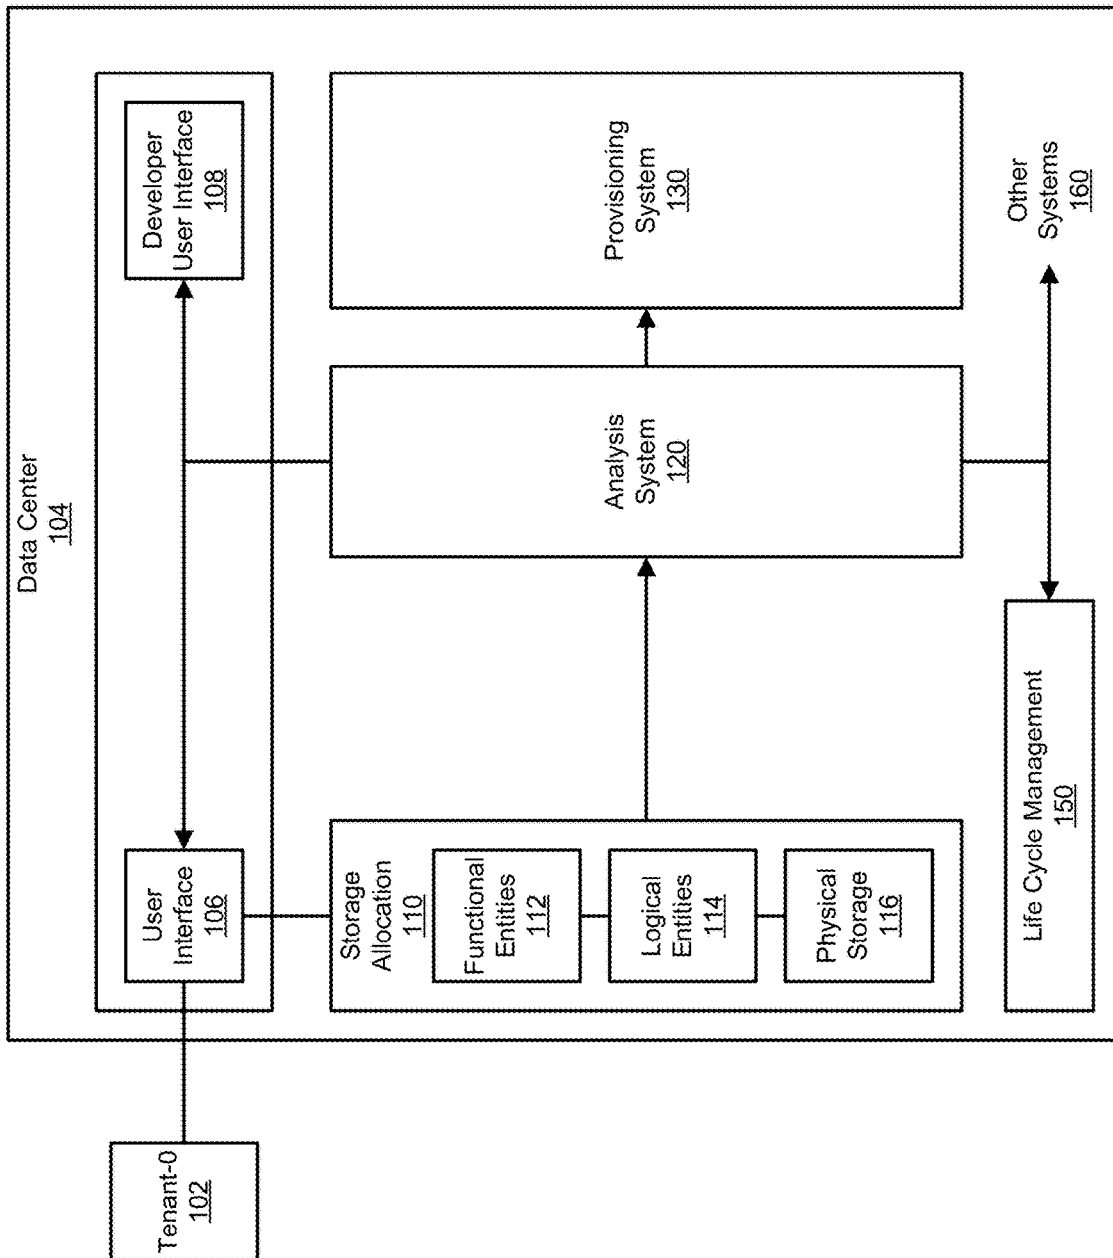 Data Center
104
Tenant-0
102
User
Interface
106
Developer
User Interface
108
Storage
Allocation
110
Functional
Entities
112
Logical
Entities
114
Physical
Storage
116
Analysis
System
120
Provisioning
System
130
Life Cycle Management
150
Other
Systems
160